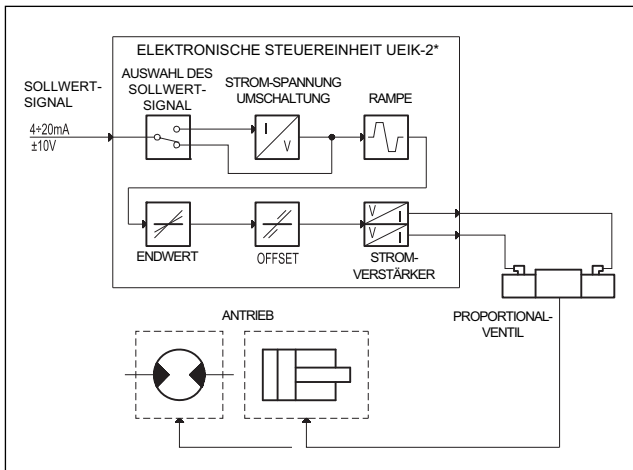 ELEKTRONISCHE STEUEREINHEIT UEIK-2*
SOLLWERT-
SIGNAL
4÷20mA
±10V
AUSWAHL DES
SOLLWERT-
SIGNAL
STROM-SPANNUNG
UMSCHALTUNG
I
V
RAMPE
ENDWERT
OFFSET
V
I
V
I
STROM-
VERSTÄRKER
PROPORTIONAL-
VENTIL
ANTRIEB